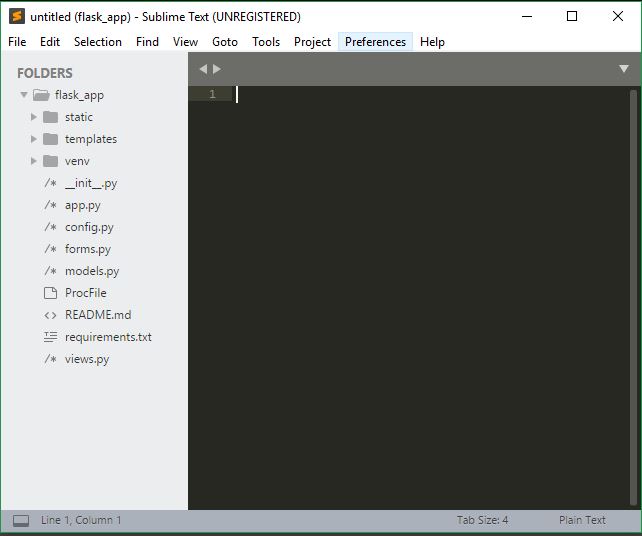 untitled (flask_app) - Sublime Text (UNREGISTERED)
File Edit Selection Find View Goto Tools Project Preferences Help
FOLDERS
flask_app
static
templates
venv
__init__.py
app.py
config.py
forms.py
models.py
ProcFile
README.md
requirements.txt
views.py
1
Line 1, Column 1 Tab Size: 4 Plain Text